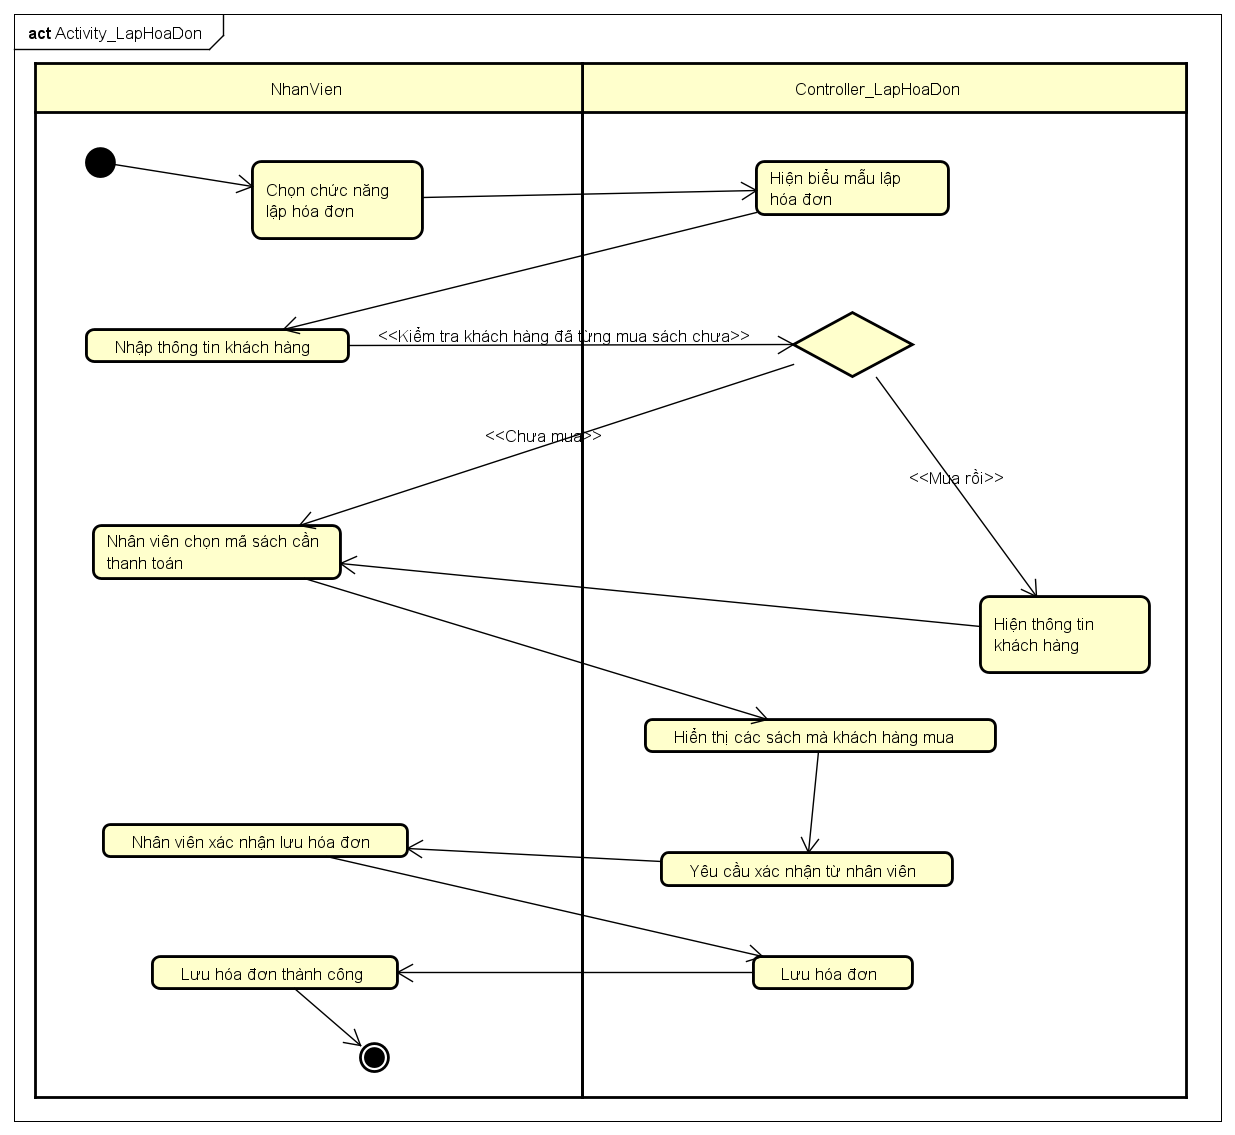 act Activity_LapHoaDon
NhanVien
Controller_LapHoaDon
Chọn chức năng
lập hóa đơn
Hiện biểu mẫu lập
hóa đơn
Nhập thông tin khách hàng
<<Kiểm tra khách hàng đã từng mua sách chưa>>
<<Chưa mua>>
<<Mua rồi>>
Nhân viên chọn mã sách cần
thanh toán
Hiện thông tin
khách hàng
Hiển thị các sách mà khách hàng mua
Nhân viên xác nhận lưu hóa đơn
Yêu cầu xác nhận từ nhân viên
Lưu hóa đơn thành công
Lưu hóa đơn